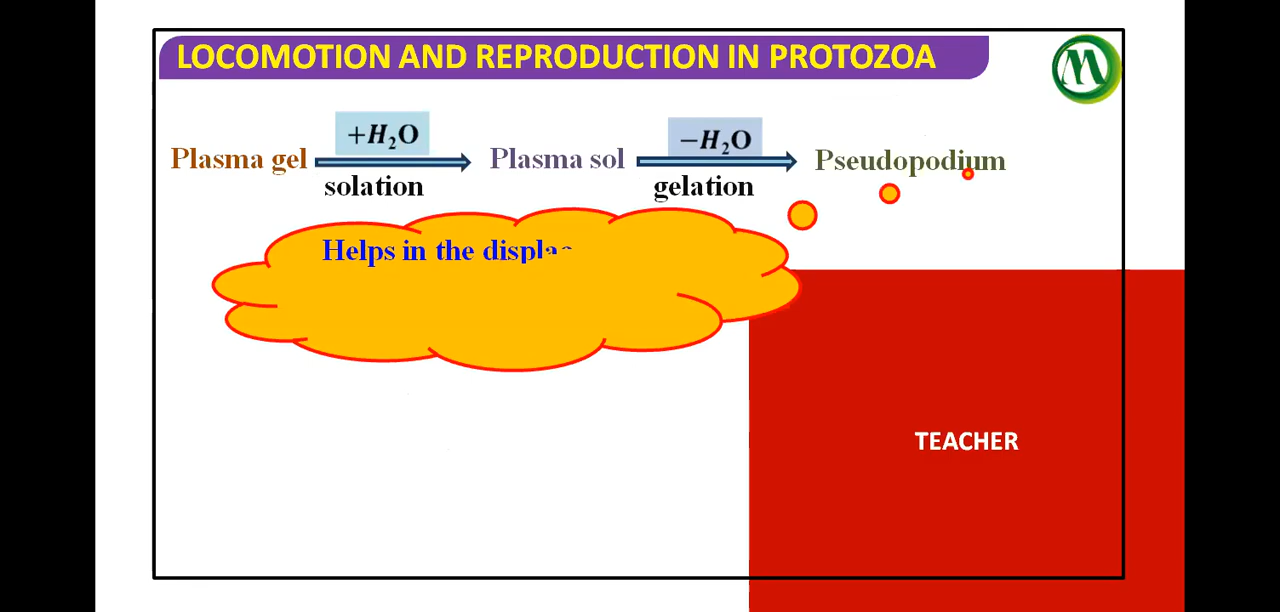 LOCOMOTION AND REPRODUCTION IN PROTOZOA
M
+H₂O
−H₂O
Plasma gel Plasma sol Pseudopodium
solation gelation
Helps in the
TEACHER